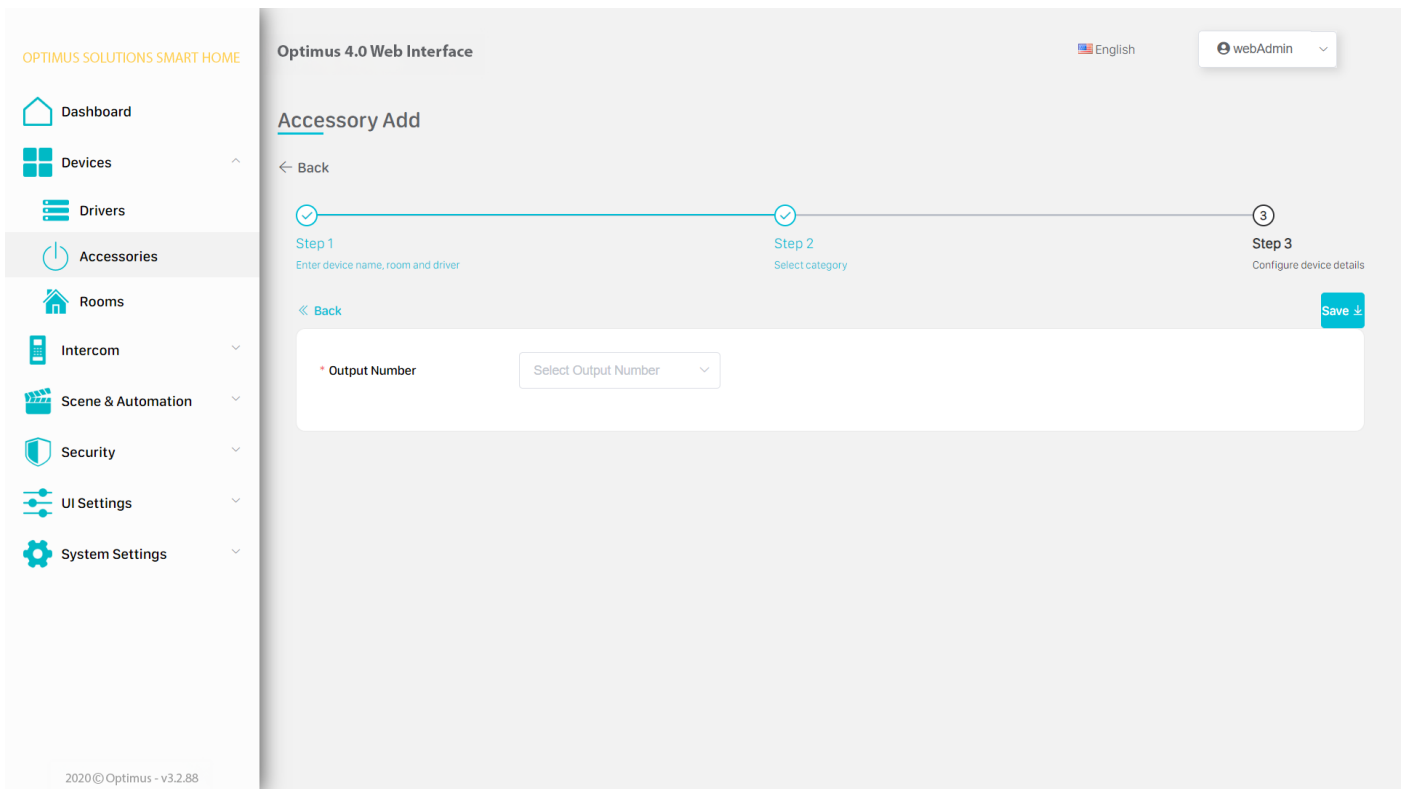 OPTIMUS SOLUTIONS SMART HOME
Dashboard
Devices
Drivers
Accessories
Rooms
Intercom
Scene & Automation
Security
UI Settings
System Settings
2020© Optimus - v3.2.88
Optimus 4.0 Web Interface
English
webAdmin
Accessory Add
← Back
3
Step 1
Step 2
Step 3
Enter device name, room and driver
Select category
Configure device details
« Back
Save
* Output Number
Select Output Number